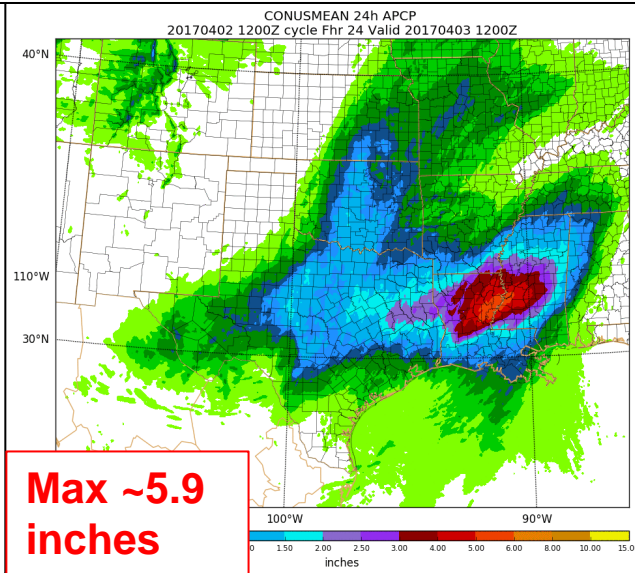 CONUSMEAN 24h APCP
20170402 1200Z cycle Fhr 24 Valid 20170403 1200Z
40°N
110°W
30°N
Max ~5.9
inches
100°W
90°W
1.50 2.00 2.50 3.00 4.00 5.00 6.00 8.00 10.00 15.0
inches